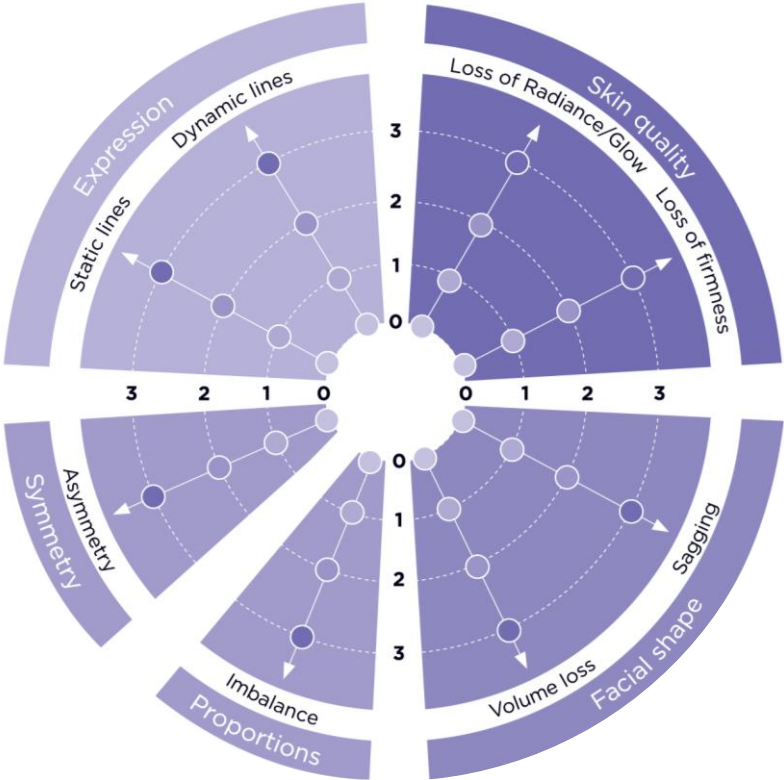 Expression
Dynamic lines
Static lines
Skin quality
Loss of Radiance/Glow
Loss of firmness
3
2
1
0
3
2
1
0
0
1
2
3
0
1
2
3
Symmetry
Asymmetry
Proportions
Imbalance
Facial shape
Volume loss
Sagging